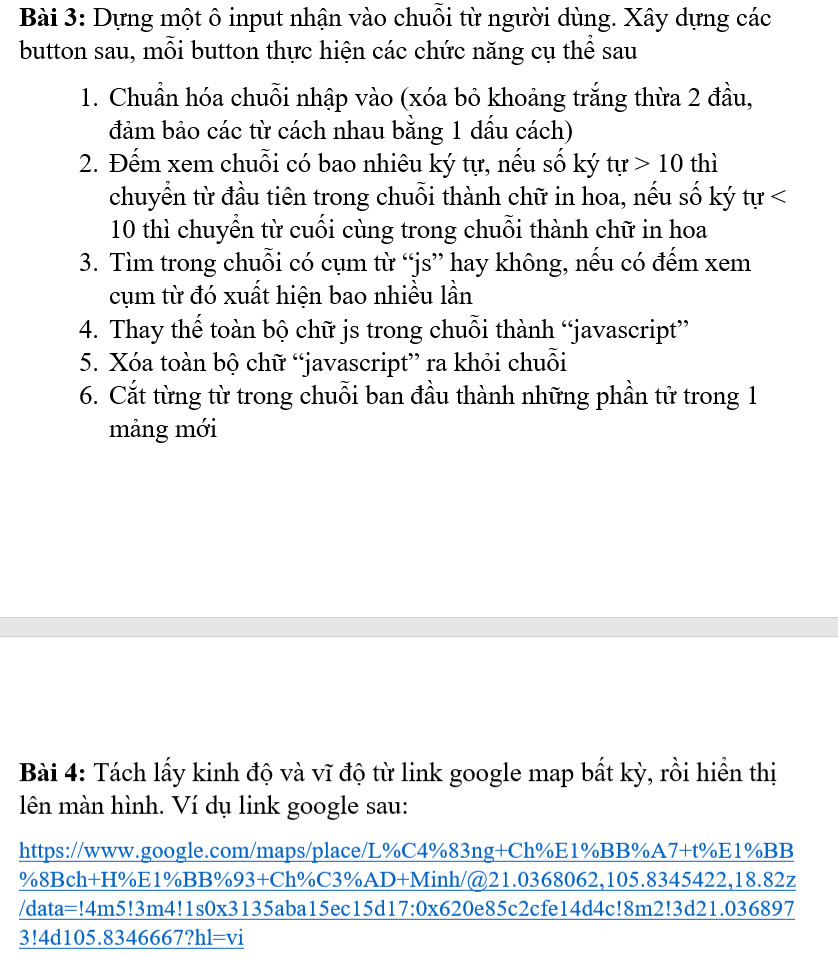 Bài 3: Dựng một ô input nhận vào chuỗi từ người dùng. Xây dựng các
button sau, mỗi button thực hiện các chức năng cụ thể sau
1. Chuẩn hóa chuỗi nhập vào (xóa bỏ khoảng trắng thừa 2 đầu,
đảm bảo các từ cách nhau bằng 1 dấu cách)
2. Đếm xem chuỗi có bao nhiêu ký tự, nếu số ký tự > 10 thì
chuyển từ đầu tiên trong chuỗi thành chữ in hoa, nếu số ký tự <
10 thì chuyển từ cuối cùng trong chuỗi thành chữ in hoa
3. Tìm trong chuỗi có cụm từ “js” hay không, nếu có đếm xem
cụm từ đó xuất hiện bao nhiều lần
4. Thay thế toàn bộ chữ js trong chuỗi thành “javascript”
5. Xóa toàn bộ chữ “javascript” ra khỏi chuỗi
6. Cắt từng từ trong chuỗi ban đầu thành những phần tử trong 1
mảng mới
Bài 4: Tách lấy kinh độ và vĩ độ từ link google map bất kỳ, rồi hiển thị
lên màn hình. Ví dụ link google sau:
https://www.google.com/maps/place/L%C4%83ng+Ch%E1%BB%A7+t%E1%BB
%8Bch+H%E1%BB%93+Ch%C3%AD+Minh/@21.0368062,105.8345422,18.82z
/data=!4m5!3m4!1s0x3135aba15ec15d17:0x620e85c2cfe14d4c!8m2!3d21.036897
3!4d105.8346667?hl=vi